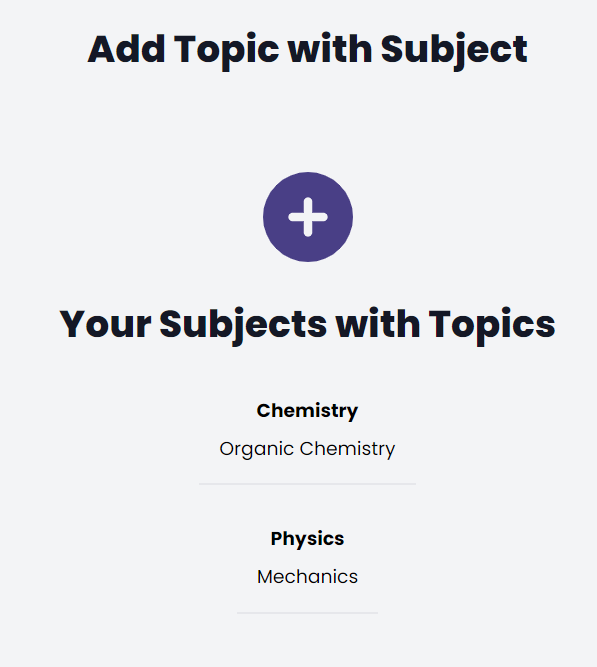 Add Topic with Subject
Your Subjects with Topics
Chemistry
Organic Chemistry
Physics
Mechanics